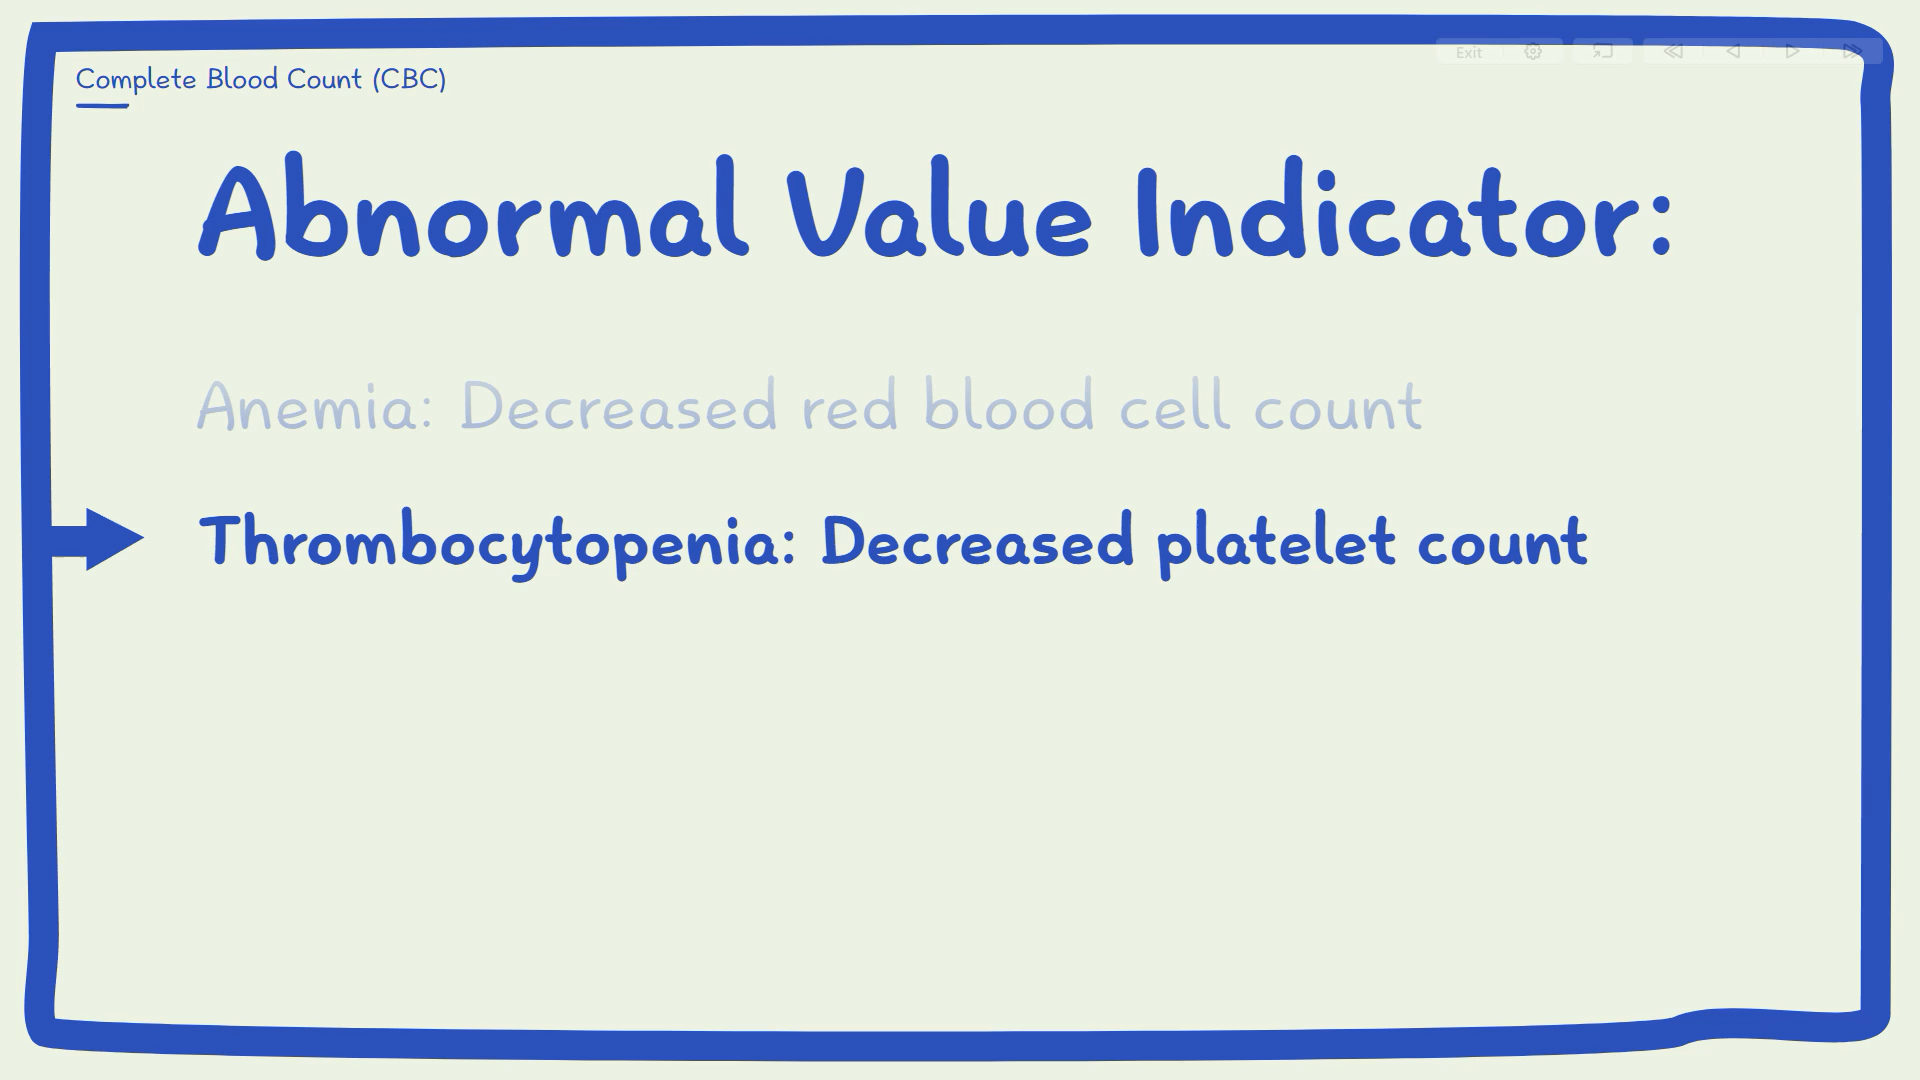 Exit
Complete Blood Count (CBC)
Abnormal Value Indicator:
Anemia: Decreased red blood cell count
Thrombocytopenia: Decreased platelet count